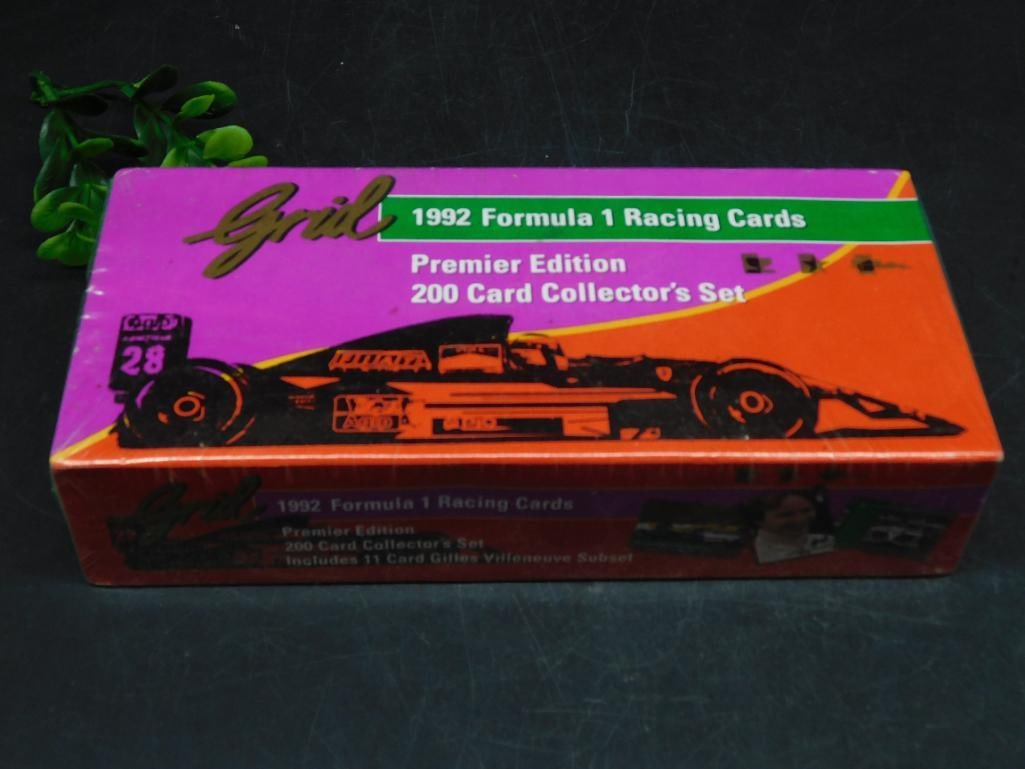 Grid
1992 Formula 1 Racing Cards
Premier Edition
200 Card Collector's Set
28
Grid
1992 Formula 1 Racing Cards
Premier Edition
200 Card Collector's Set
Includes 11 Card Gilles Villeneuve Subset